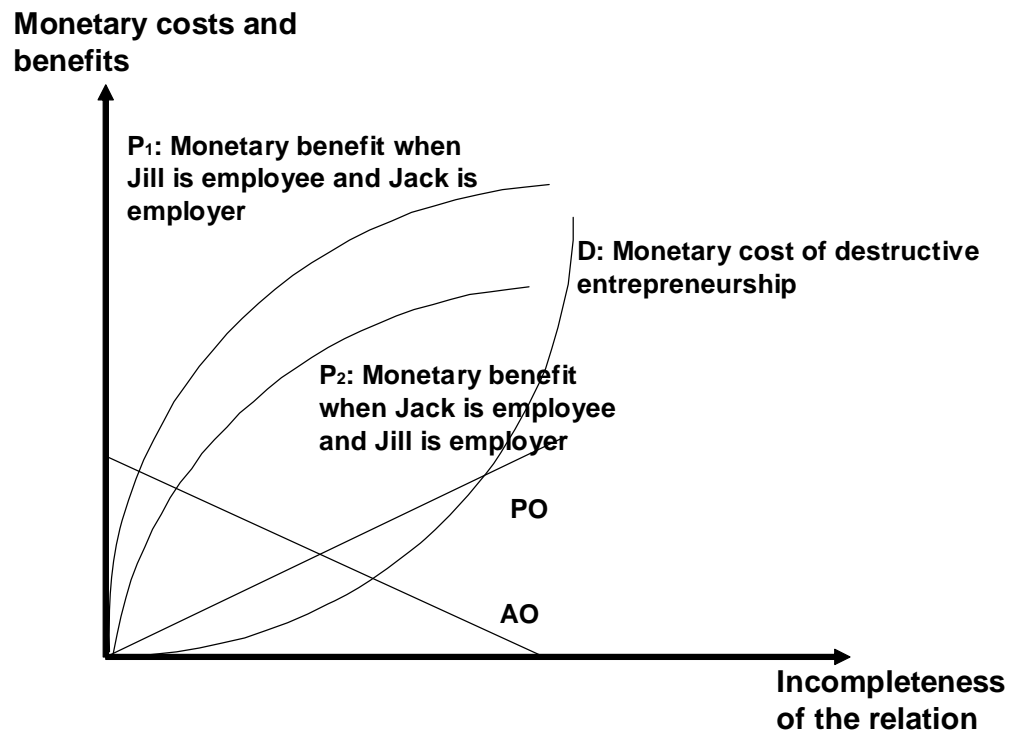 Monetary costs and
benefits
P₁: Monetary benefit when
Jill is employee and Jack is
employer
D: Monetary cost of destructive
entrepreneurship
P₂: Monetary benefit
when Jack is employee
and Jill is employer
PO
AO
Incompleteness
of the relation